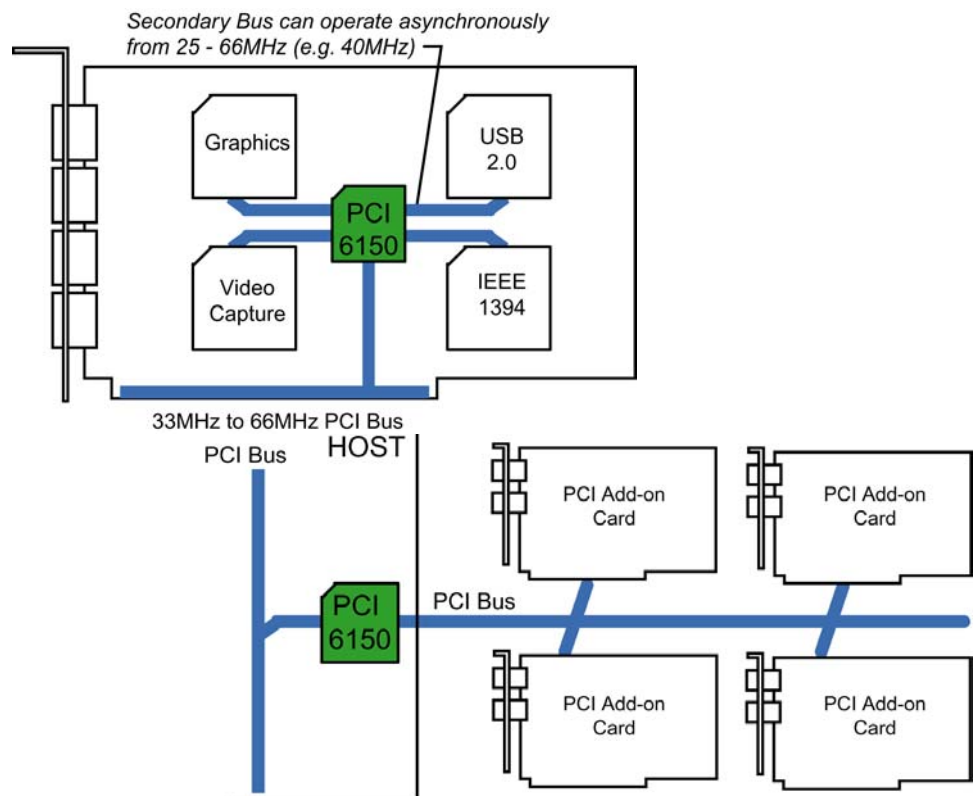 Secondary Bus can operate asynchronously
from 25 - 66MHz (e.g. 40MHz)
Graphics
USB
2.0
PCI
6150
Video
Capture
IEEE
1394
33MHz to 66MHz PCI Bus
PCI Bus
HOST
PCI Add-on
Card
PCI Add-on
Card
PCI
6150
PCI Bus
PCI Add-on
Card
PCI Add-on
Card